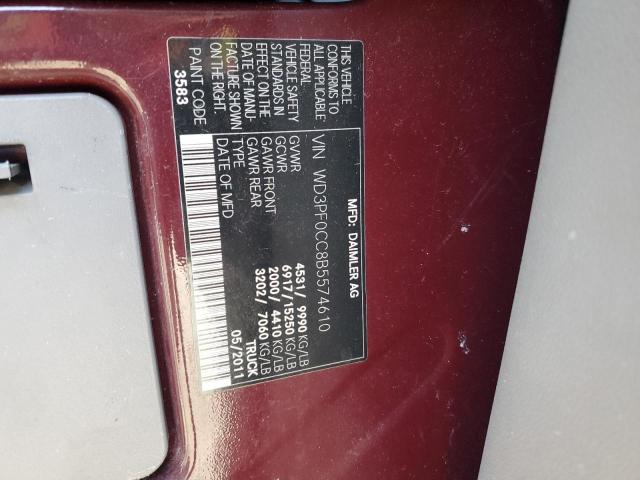 MFD: DAIMLER AG
VIN WD3PF0CC8B5574610
GVWR 4531/ 9990 KG/LB
GCWR 6917/15250 KG/LB
GAWR FRONT 2000/ 4410 KG/LB
GAWR REAR 3202/ 7060 KG/LB
TYPE TRUCK
DATE OF MFD 05/2011
THIS VEHICLE
CONFORMS TO
ALL APPLICABLE
FEDERAL
VEHICLE SAFETY
STANDARDS IN
EFFECT ON THE
DATE OF MANU-
FACTURE SHOWN
ON THE RIGHT.
PAINT CODE
3583